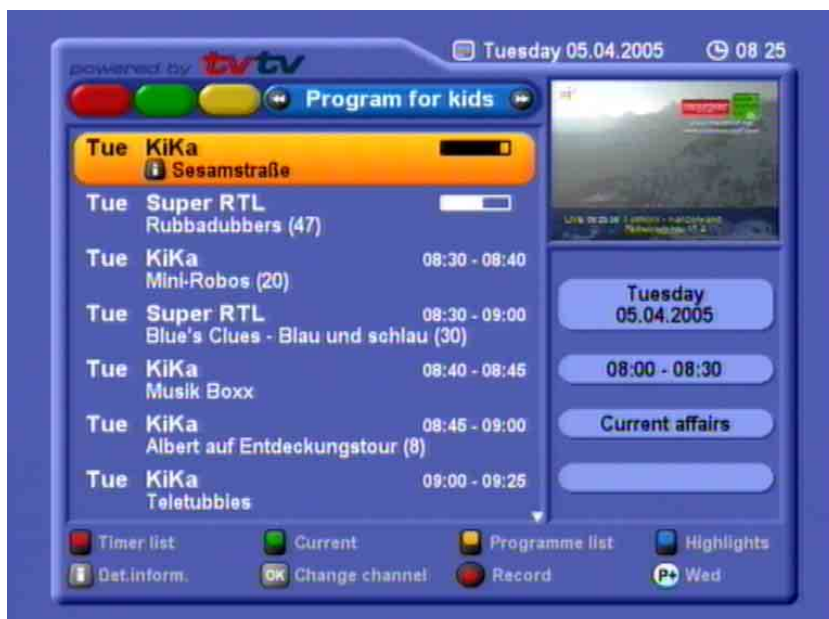 powered by tvtv
Tuesday 05.04.2005 08 25
Program for kids
Tue KiKa
i Sesamstraße
Tue Super RTL
Rubbadubbers (47)
Tue KiKa 08:30 - 08:40
Mini-Robos (20)
Tue Super RTL 08:30 - 09:00
Blue's Clues - Blau und schlau (30)
Tue KiKa 08:40 - 08:45
Musik Boxx
Tue KiKa 08:45 - 09:00
Albert auf Entdeckungstour (8)
Tue KiKa 09:00 - 09:25
Teletubbies
Tuesday
05.04.2005
08:00 - 08:30
Current affairs
Timer list Current Programme list Highlights
i Det.inform. OK Change channel Record P+ Wed